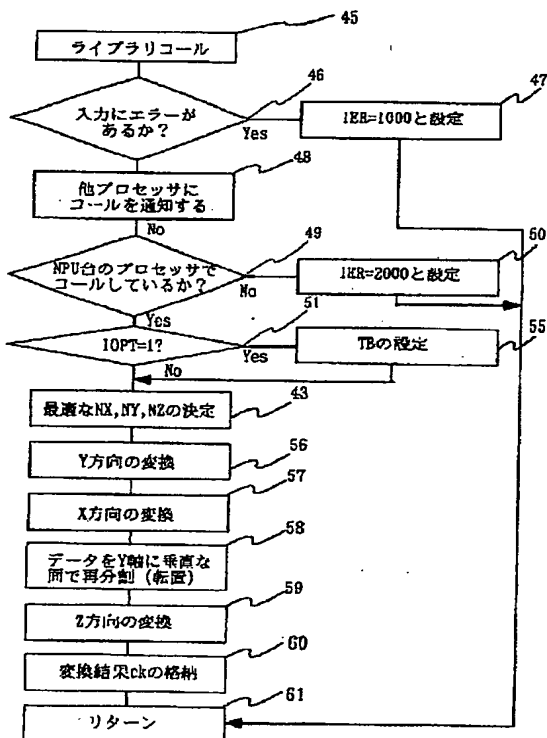 45
ライブラリコール
46
入力にエラーが
あるか?
Yes
47
IER=1000と設定
48
他プロセッサに
コールを通知する
No
49
NPU台のプロセッサで
コールしているか?
No
50
IER=2000と設定
Yes
51
IOPT=1?
Yes
55
TBの設定
No
43
最適なNX,NY,NZの決定
56
Y方向の変換
57
X方向の変換
58
データをY軸に垂直な
面で再分割(転置)
59
Z方向の変換
60
変換結果ckの格納
61
リターン